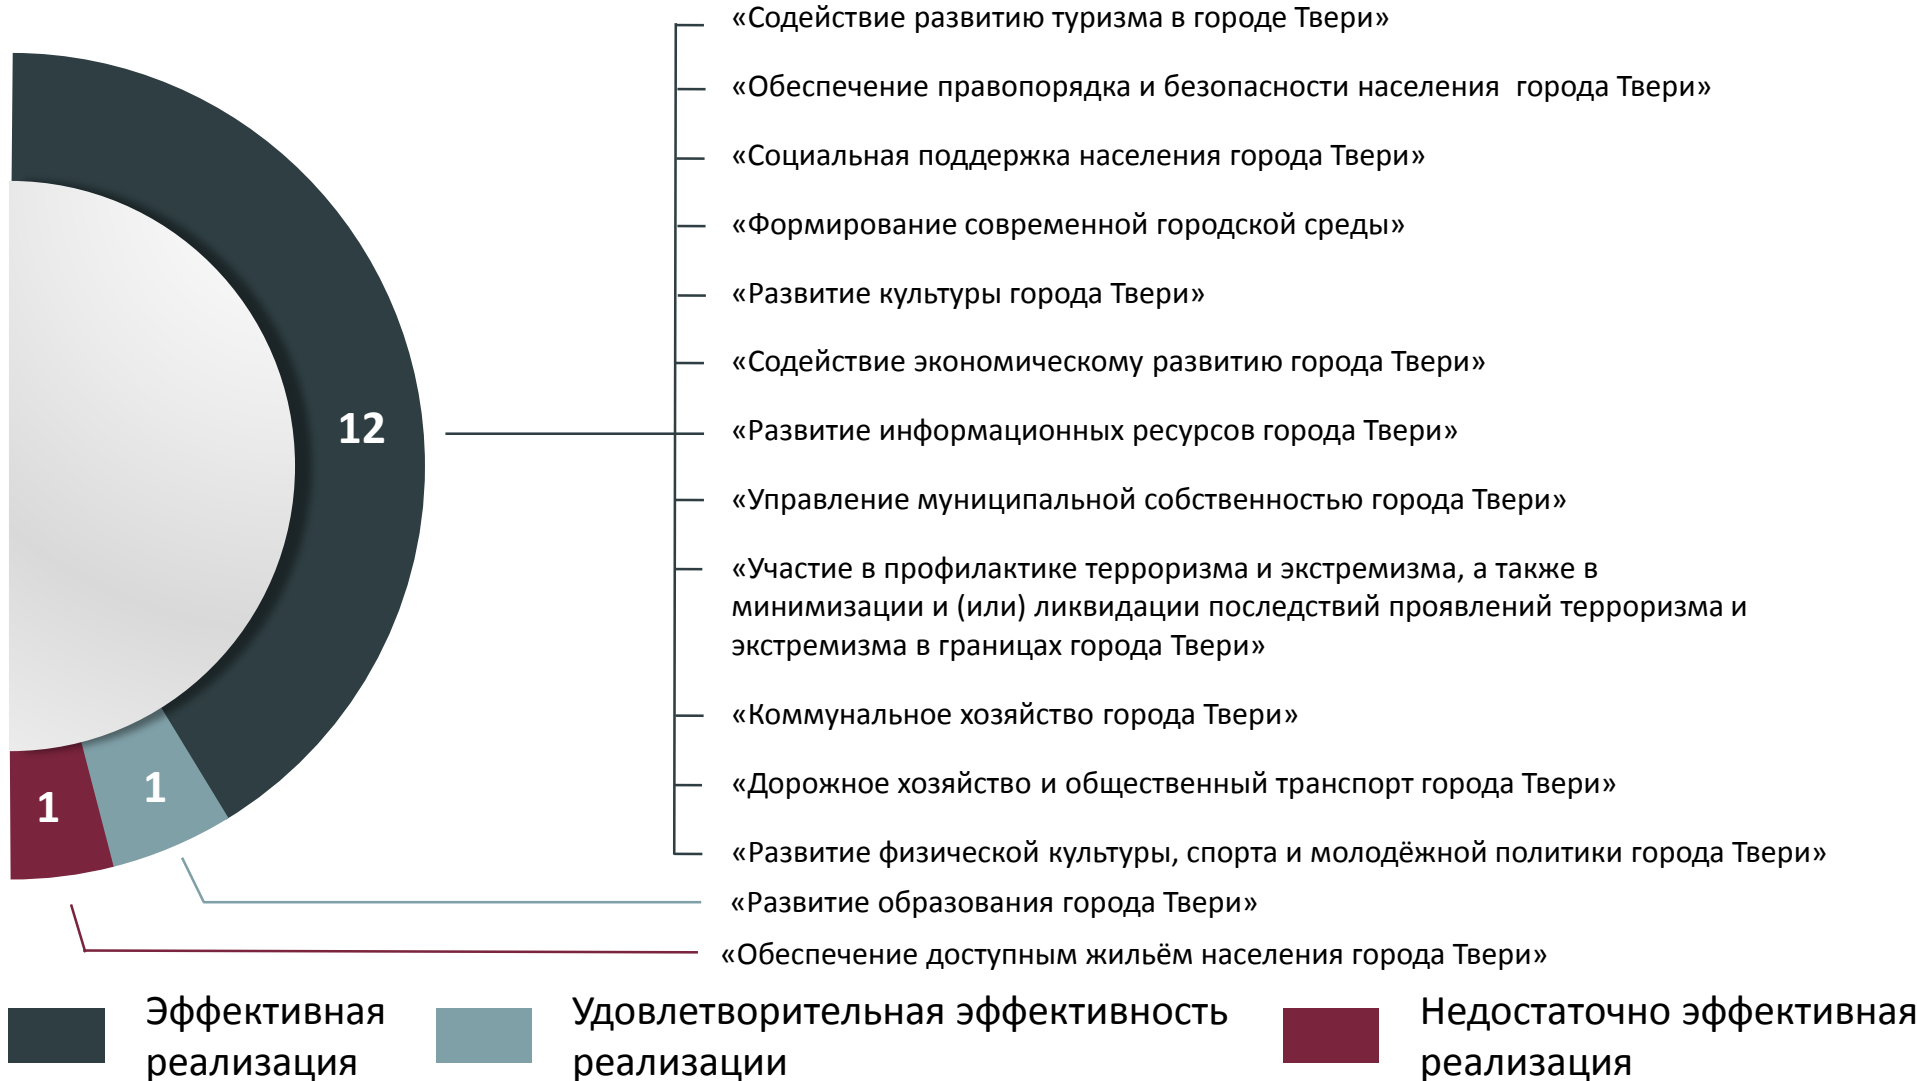 «Содействие развитию туризма в городе Твери»
«Обеспечение правопорядка и безопасности населения  города Твери»
«Социальная поддержка населения города Твери»
«Формирование современной городской среды»
«Развитие культуры города Твери»
«Содействие экономическому развитию города Твери»
12
«Развитие информационных ресурсов города Твери»
«Управление муниципальной собственностью города Твери»
«Участие в профилактике терроризма и экстремизма, а также в
минимизации и (или) ликвидации последствий проявлений терроризма и
экстремизма в границах города Твери»
«Коммунальное хозяйство города Твери»
«Дорожное хозяйство и общественный транспорт города Твери»
1
1
«Развитие физической культуры, спорта и молодёжной политики города Твери»
«Развитие образования города Твери»
«Обеспечение доступным жильём населения города Твери»
Эффективная
реализация
Удовлетворительная эффективность
реализации
Недостаточно эффективная
реализация